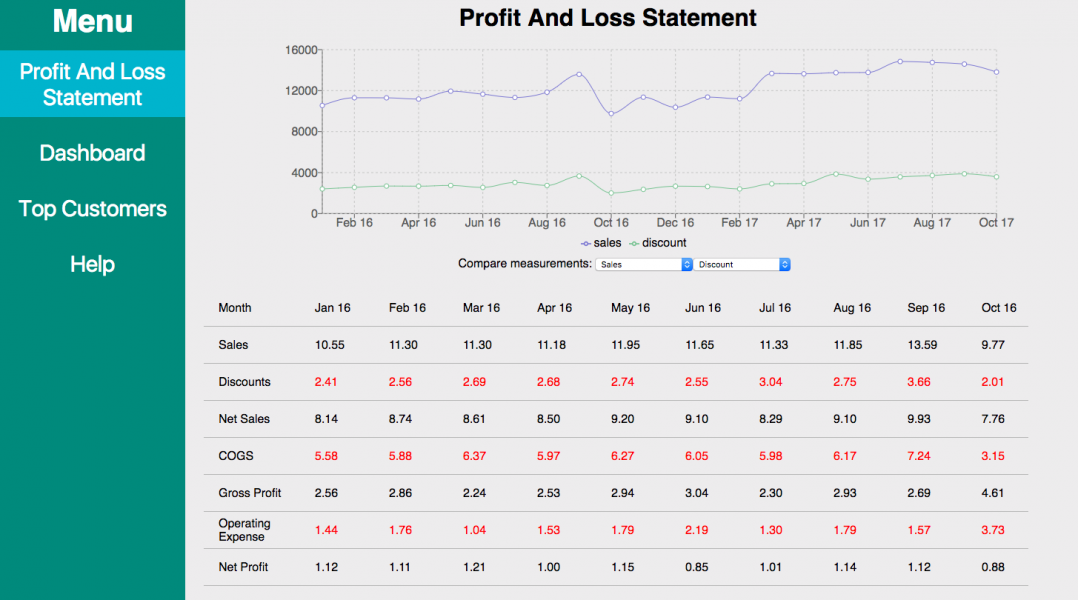 Menu
Profit And Loss
Statement
Dashboard
Top Customers
Help
Profit And Loss Statement
16000
12000
8000
4000
0
Feb 16 Apr 16 Jun 16 Aug 16 Oct 16 Dec 16 Feb 17 Apr 17 Jun 17 Aug 17 Oct 17
sales discount
Compare measurements: Sales Discount
Month Jan 16 Feb 16 Mar 16 Apr 16 May 16 Jun 16 Jul 16 Aug 16 Sep 16 Oct 16
Sales 10.55 11.30 11.30 11.18 11.95 11.65 11.33 11.85 13.59 9.77
Discounts 2.41 2.56 2.69 2.68 2.74 2.55 3.04 2.75 3.66 2.01
Net Sales 8.14 8.74 8.61 8.50 9.20 9.10 8.29 9.10 9.93 7.76
COGS 5.58 5.88 6.37 5.97 6.27 6.05 5.98 6.17 7.24 3.15
Gross Profit 2.56 2.86 2.24 2.53 2.94 3.04 2.30 2.93 2.69 4.61
Operating
Expense 1.44 1.76 1.04 1.53 1.79 2.19 1.30 1.79 1.57 3.73
Net Profit 1.12 1.11 1.21 1.00 1.15 0.85 1.01 1.14 1.12 0.88